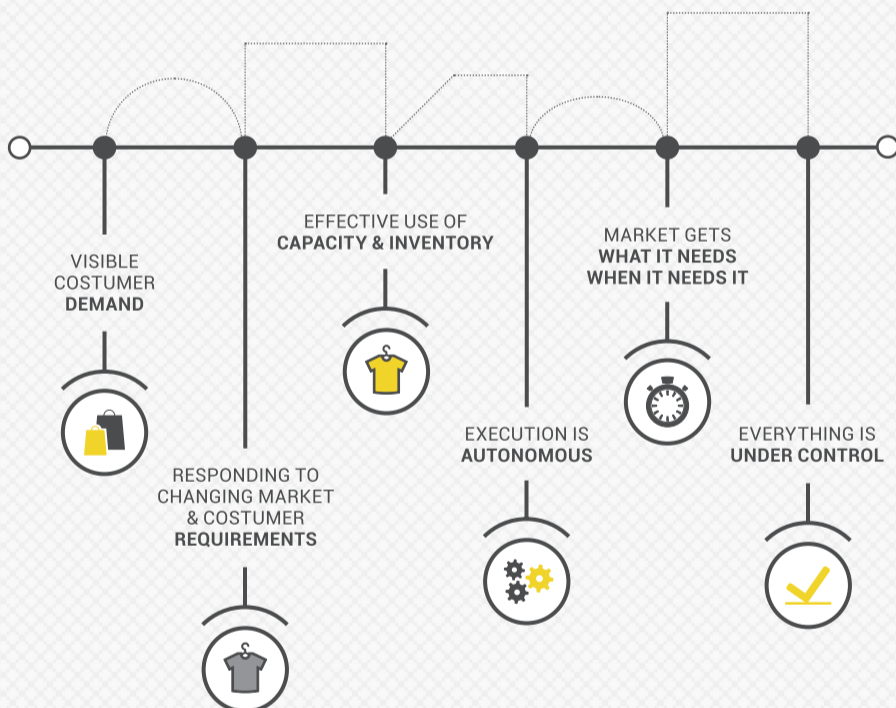 VISIBLE
COSTUMER
DEMAND
RESPONDING TO
CHANGING MARKET
& COSTUMER
REQUIREMENTS
EFFECTIVE USE OF
CAPACITY & INVENTORY
EXECUTION IS
AUTONOMOUS
MARKET GETS
WHAT IT NEEDS
WHEN IT NEEDS IT
EVERYTHING IS
UNDER CONTROL